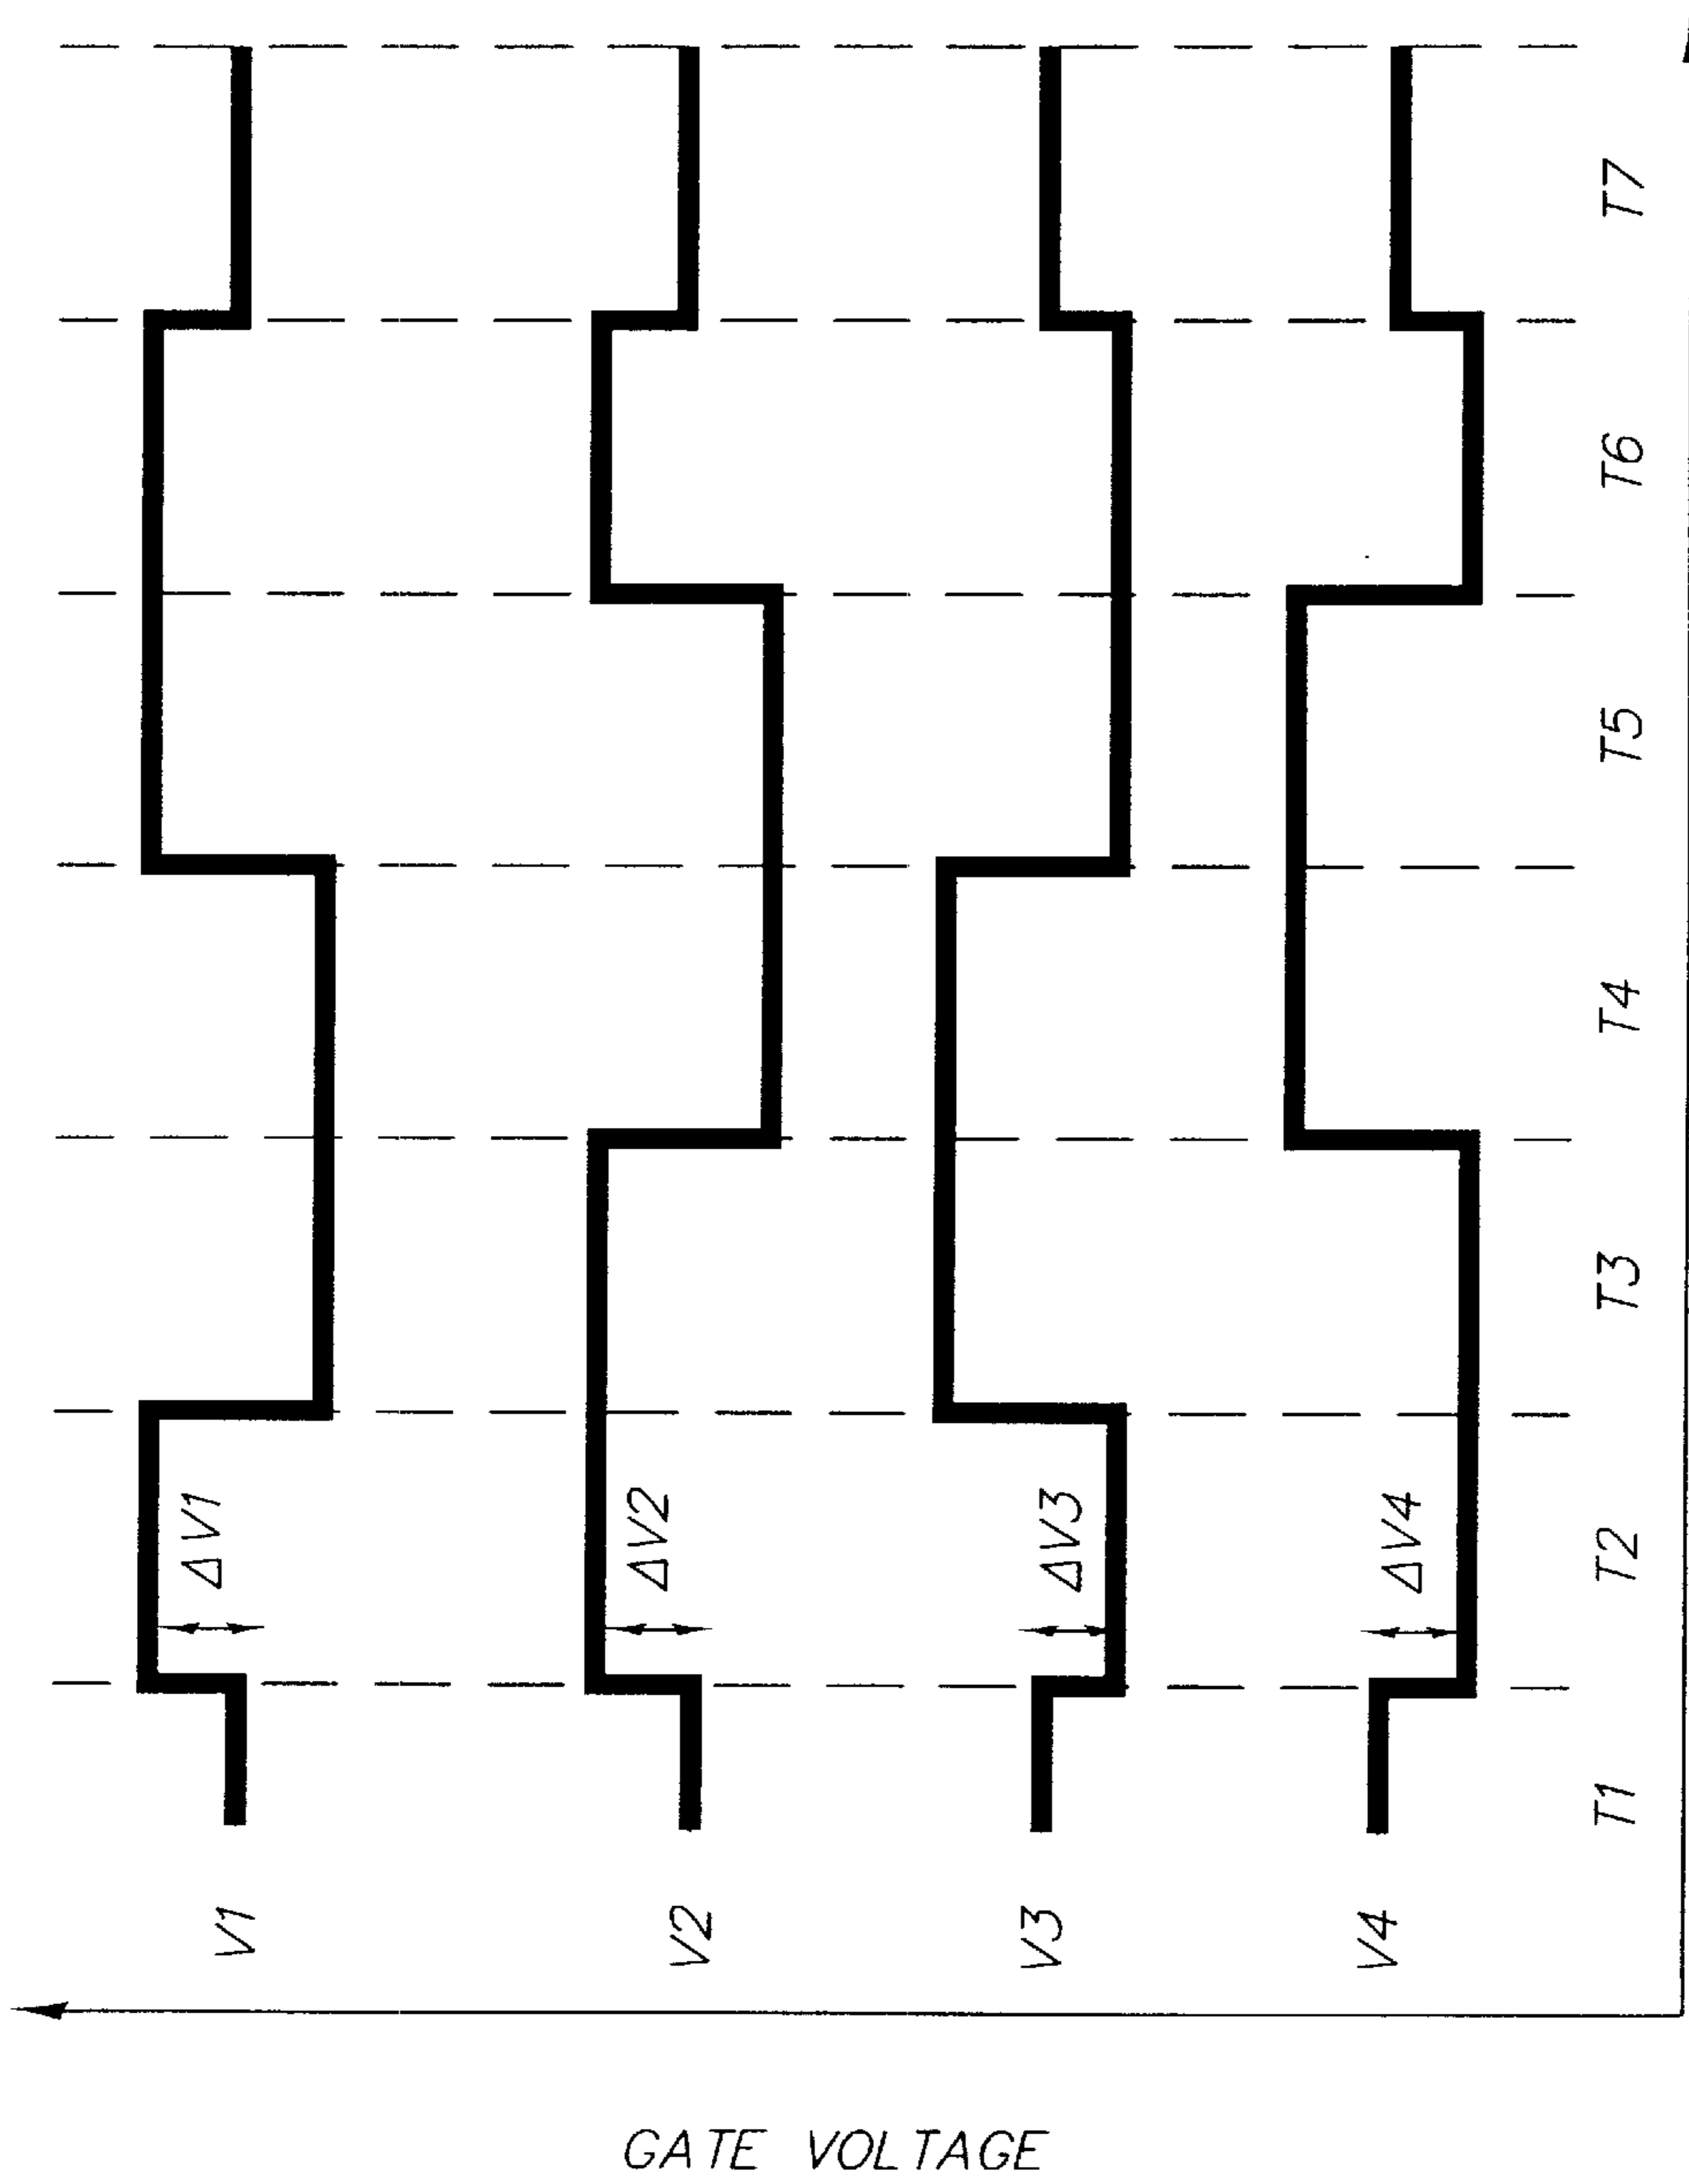 GATE VOLTAGE
V1
ΔV1
V2
ΔV2
V3
ΔV3
V4
ΔV4
T1 T2 T3 T4 T5 T6 T7